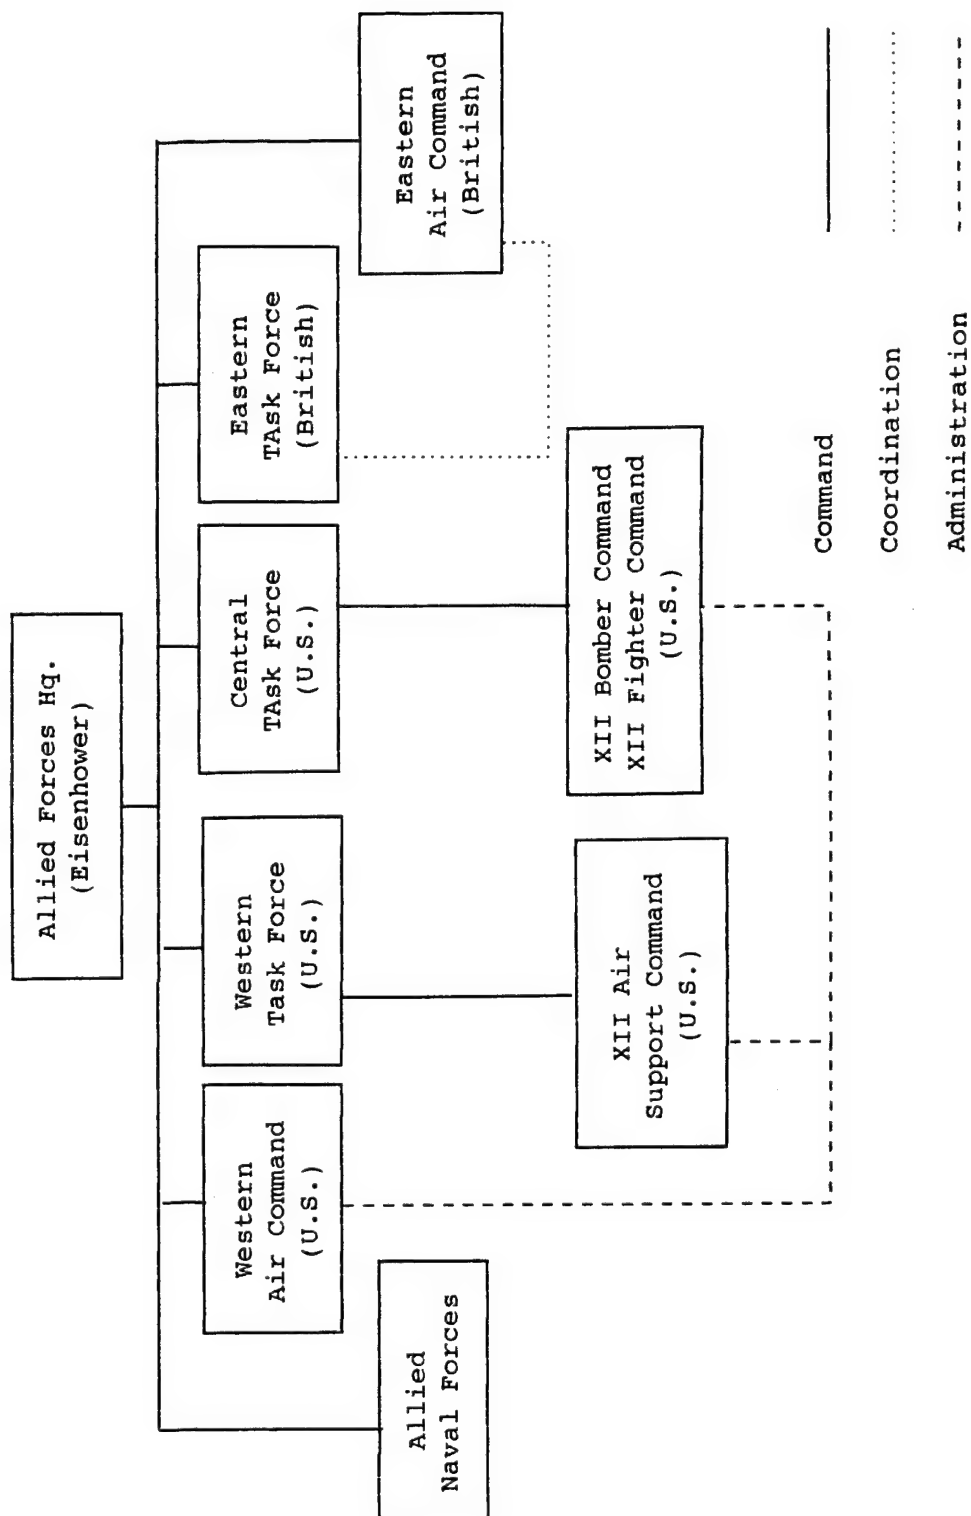 Allied Forces Hq.
(Eisenhower)
Allied
Naval Forces
Western
Air Command
(U.S.)
Western
Task Force
(U.S.)
Central
TAsk Force
(U.S.)
Eastern
TAsk Force
(British)
Eastern
Air Command
(British)
XII Air
Support Command
(U.S.)
XII Bomber Command
XII Fighter Command
(U.S.)
Command
Coordination
Administration